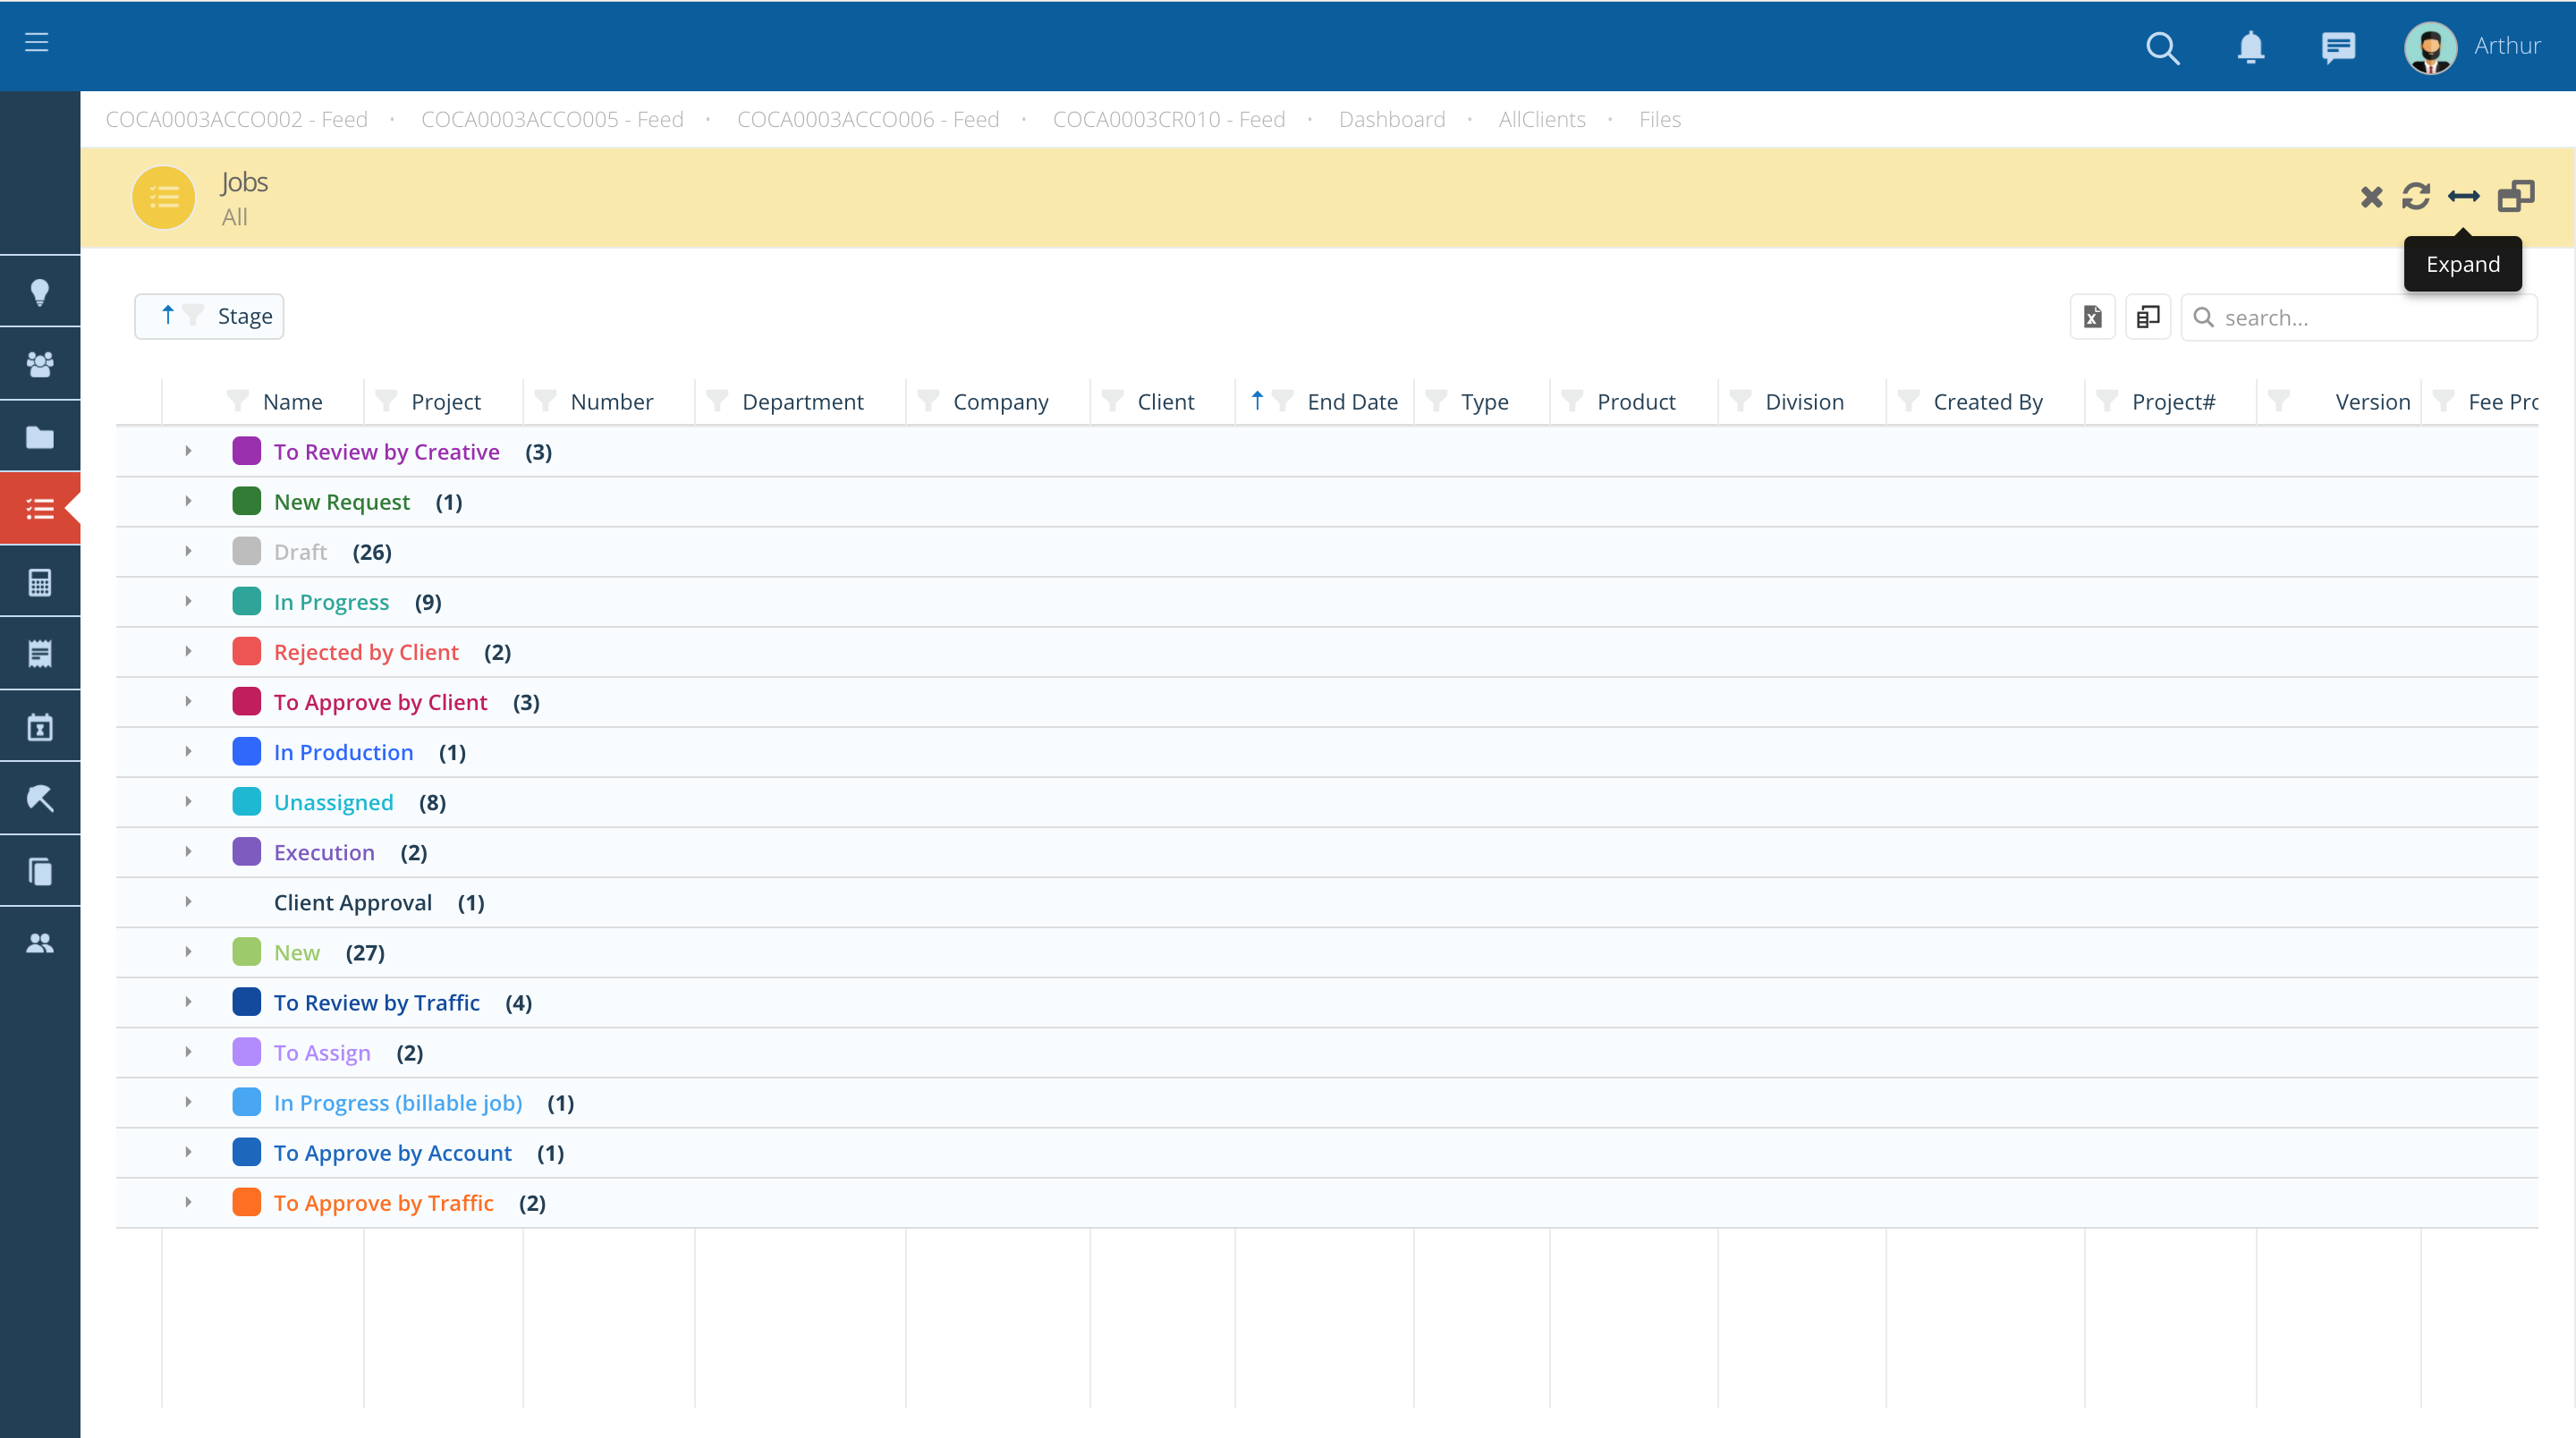 Arthur
COCA0003ACCO002 - Feed • COCA0003ACCO005 - Feed • COCA0003ACCO006 - Feed • COCA0003CR010 - Feed • Dashboard • AllClients • Files
Jobs
All
Expand
Stage
search...
Name Project Number Department Company Client End Date Type Product Division Created By Project# Version Fee Pro
To Review by Creative (3)
New Request (1)
Draft (26)
In Progress (9)
Rejected by Client (2)
To Approve by Client (3)
In Production (1)
Unassigned (8)
Execution (2)
Client Approval (1)
New (27)
To Review by Traffic (4)
To Assign (2)
In Progress (billable job) (1)
To Approve by Account (1)
To Approve by Traffic (2)